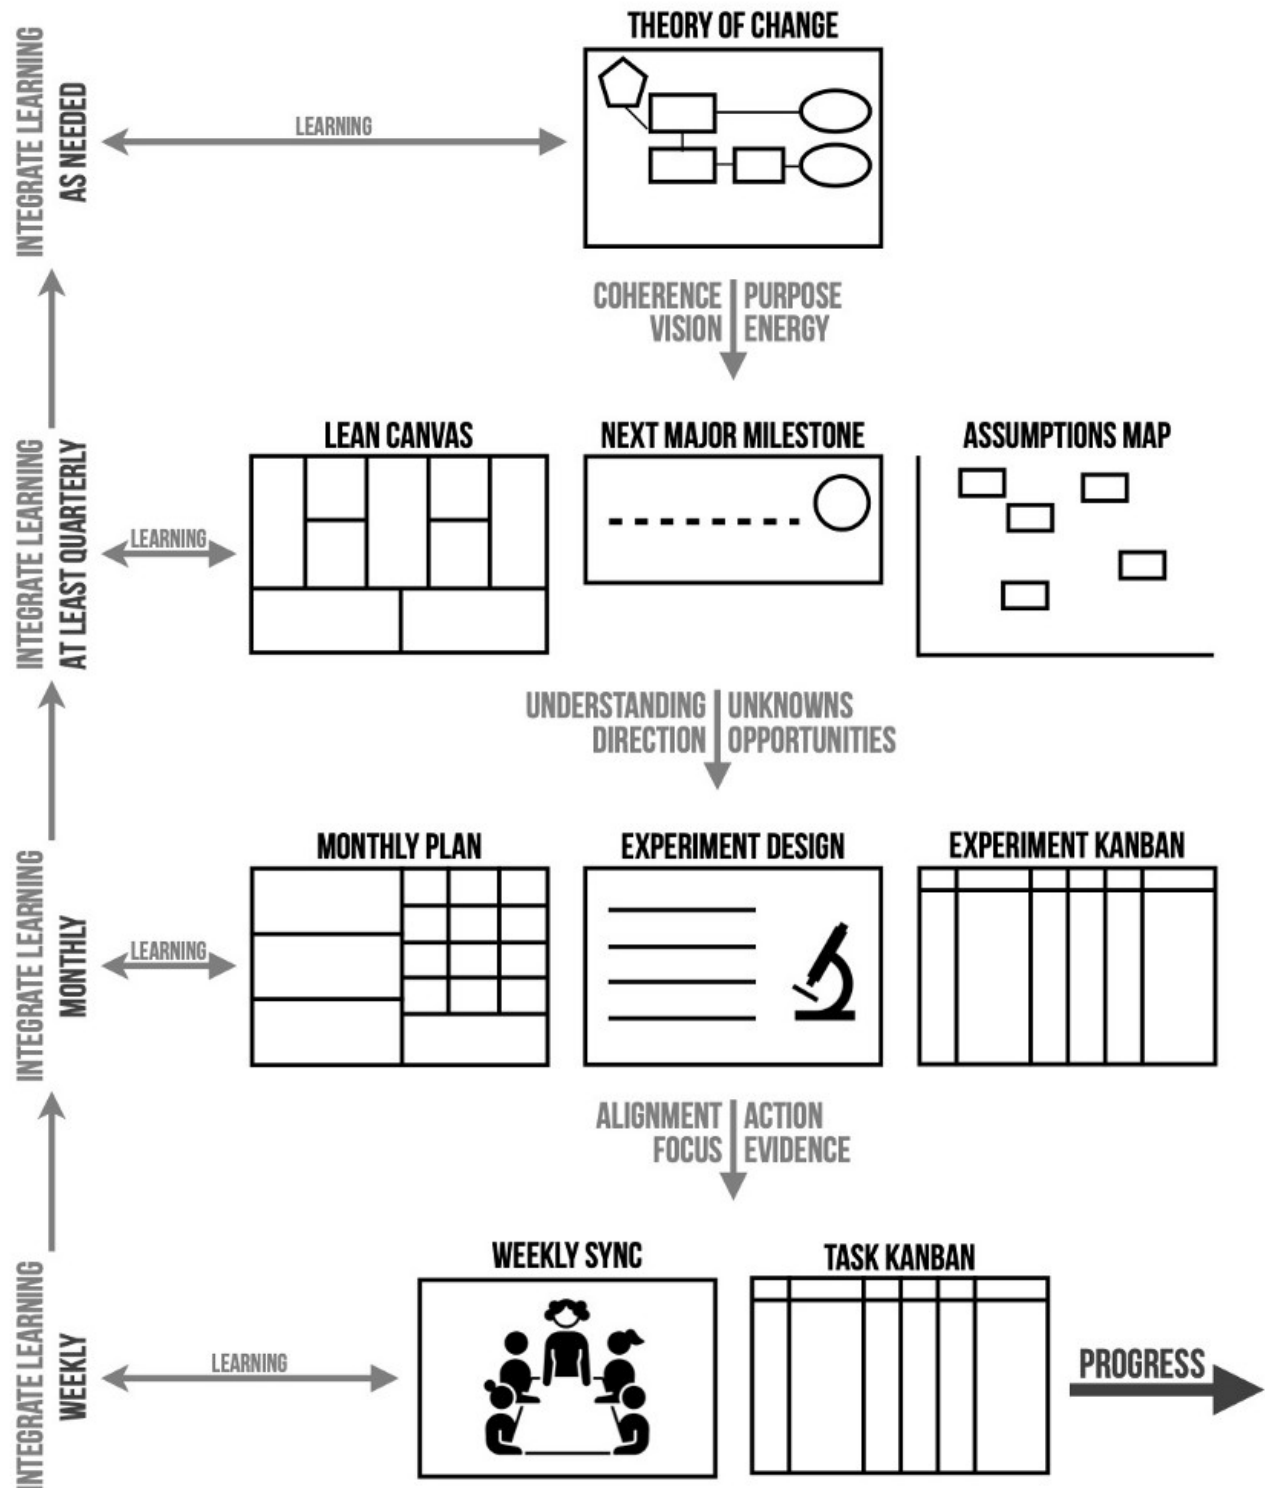 THEORY OF CHANGE
INTEGRATE LEARNING
AS NEEDED
LEARNING
COHERENCE PURPOSE
VISION ENERGY
LEAN CANVAS
NEXT MAJOR MILESTONE
ASSUMPTIONS MAP
INTEGRATE LEARNING
AT LEAST QUARTERLY
LEARNING
UNDERSTANDING UNKNOWNS
DIRECTION OPPORTUNITIES
MONTHLY PLAN
EXPERIMENT DESIGN
EXPERIMENT KANBAN
INTEGRATE LEARNING
MONTHLY
LEARNING
ALIGNMENT ACTION
FOCUS EVIDENCE
WEEKLY SYNC
TASK KANBAN
INTEGRATE LEARNING
WEEKLY
LEARNING
PROGRESS